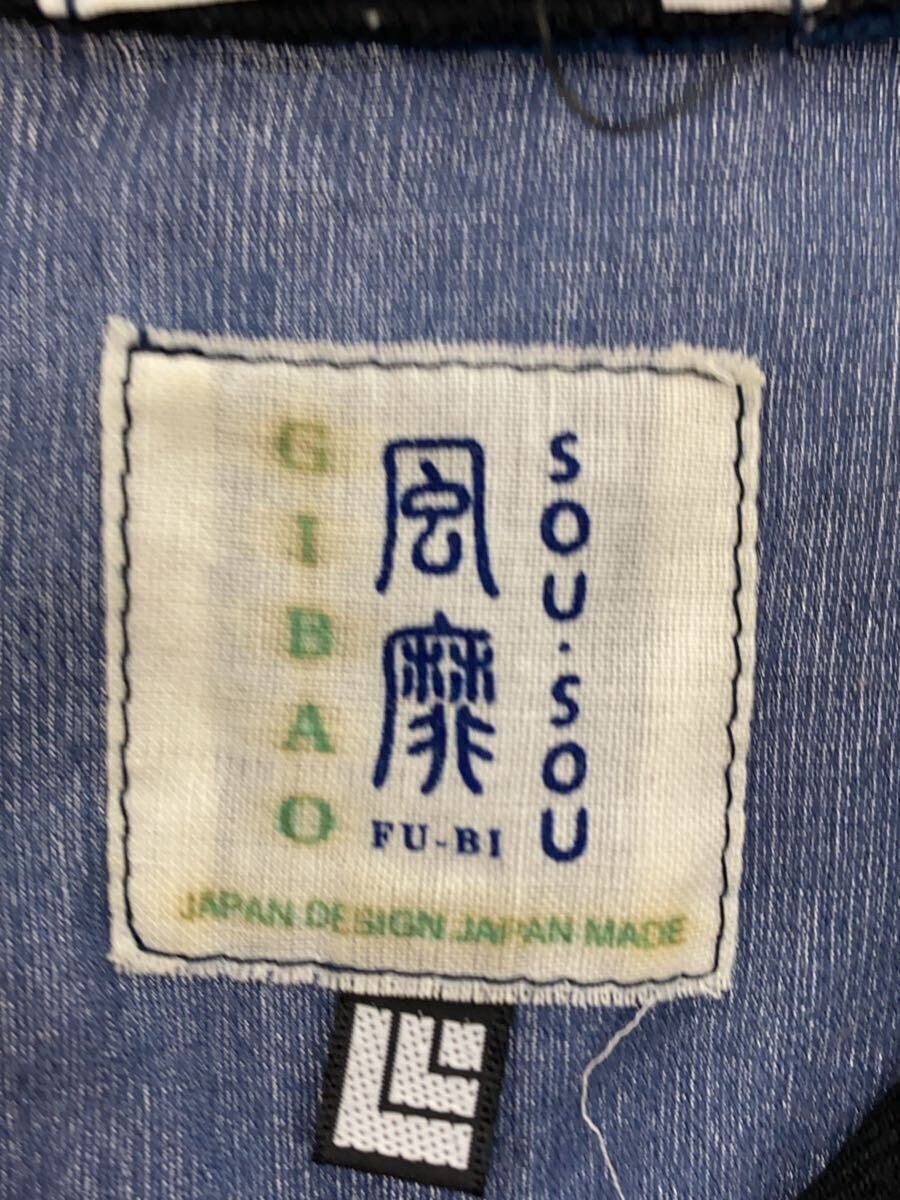 GIBAO
風靡
FU-BI
SOU·SOU
JAPAN DESIGN JAPAN MADE
L